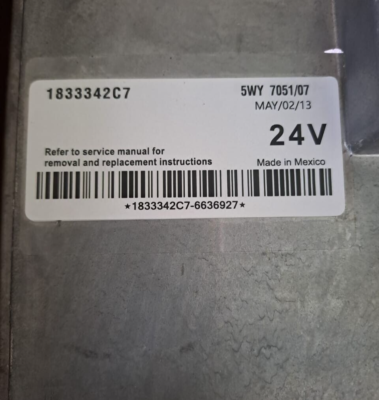 1833342C7 5WY 7051/07
MAY/02/13
24V
Refer to service manual for
removal and replacement instructions Made in Mexico
*1833342C7-6636927*